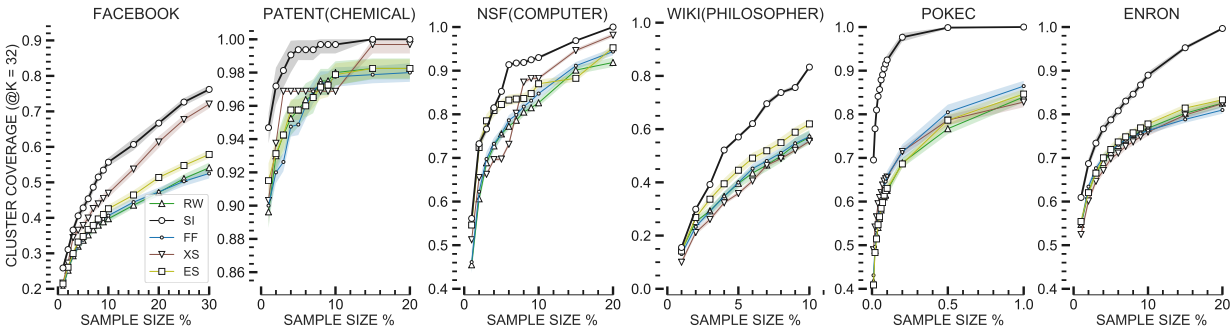 FACEBOOK
PATENT(CHEMICAL)
NSF(COMPUTER)
WIKI(PHILOSOPHER)
POKEC
ENRON
CLUSTER COVERAGE (@K = 32)
0.9
0.8
0.7
0.6
0.5
0.4
0.3
0.2
0 10 20 30
SAMPLE SIZE %
RW
SI
FF
XS
ES
1.00
0.98
0.96
0.94
0.92
0.90
0.88
0.86
0 10 20
SAMPLE SIZE %
1.0
0.9
0.8
0.7
0.6
0.5
0.4
0 10 20
SAMPLE SIZE %
1.0
0.8
0.6
0.4
0.2
0.0
0 5 10
SAMPLE SIZE %
1.0
0.9
0.8
0.7
0.6
0.5
0.4
0.0 0.5 1.0
SAMPLE SIZE %
1.0
0.8
0.6
0.4
0 10 20
SAMPLE SIZE %